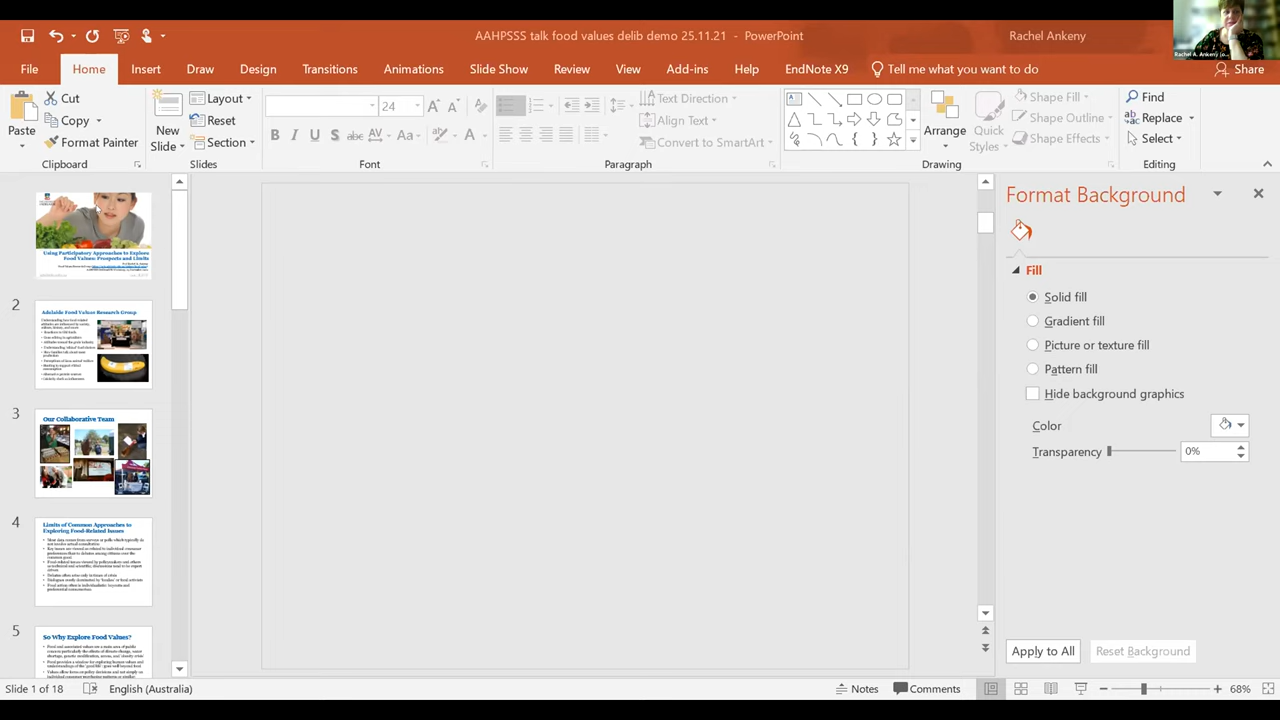 Rachel A. Ankeny
AAHPSSS talk food values delib demo 25.11.21 - PowerPoint
Rachel Ankeny
File Home Insert Draw Design Transitions Animations Slide Show Review View Add-ins Help EndNote X9 Tell me what you want to do Share
Paste
Cut
Copy
Format Painter
Clipboard
New
Slide
Layout
Reset
Section
Slides
24
B I U S abc AV Aa A
Font
Text Direction
Align Text
Convert to SmartArt
Paragraph
Arrange
Quick
Styles
Shape Fill
Shape Outline
Shape Effects
Drawing
Find
Replace
Select
Editing
Using Participatory Approaches to Explore
Food Values: Prospects and Limits
2
Adelaide Food Values Research Group
3
Our Collaborative Team
4
Limits of Common Approaches to
Exploring Food-Related Issues
5
So Why Explore Food Values?
Format Background
Fill
Solid fill
Gradient fill
Picture or texture fill
Pattern fill
Hide background graphics
Color
Transparency 0%
Apply to All Reset Background
Slide 1 of 18 English (Australia) Notes Comments 68%